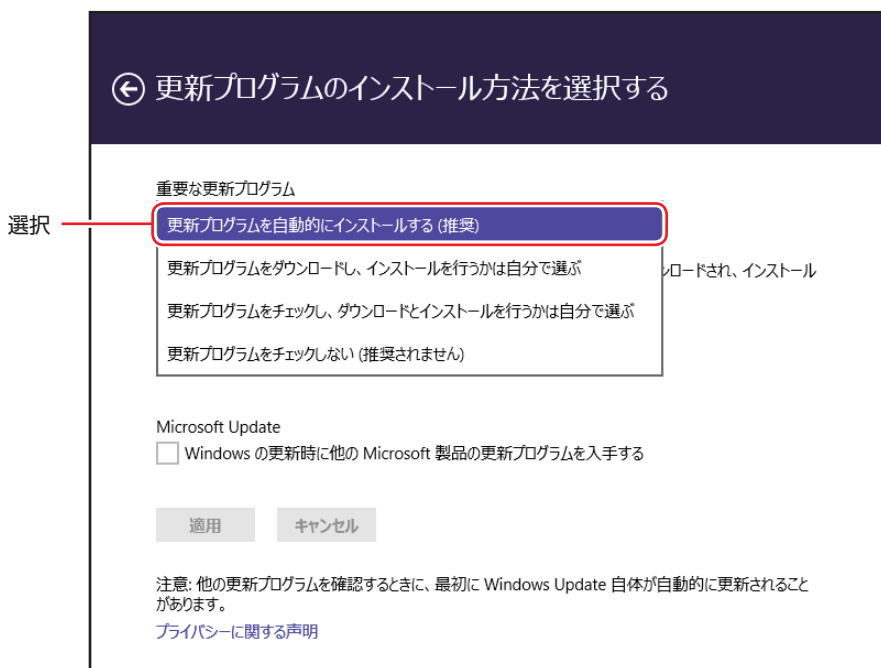 更新プログラムのインストール方法を選択する
重要な更新プログラム
選択
更新プログラムを自動的にインストールする (推奨)
更新プログラムをダウンロードし、インストールを行うかは自分で選ぶ
ロードされ、インストール
更新プログラムをチェックし、ダウンロードとインストールを行うかは自分で選ぶ
更新プログラムをチェックしない (推奨されません)
Microsoft Update
Windows の更新時に他の Microsoft 製品の更新プログラムを入手する
適用
キャンセル
注意: 他の更新プログラムを確認するときに、最初に Windows Update 自体が自動的に更新されること
があります。
プライバシーに関する声明